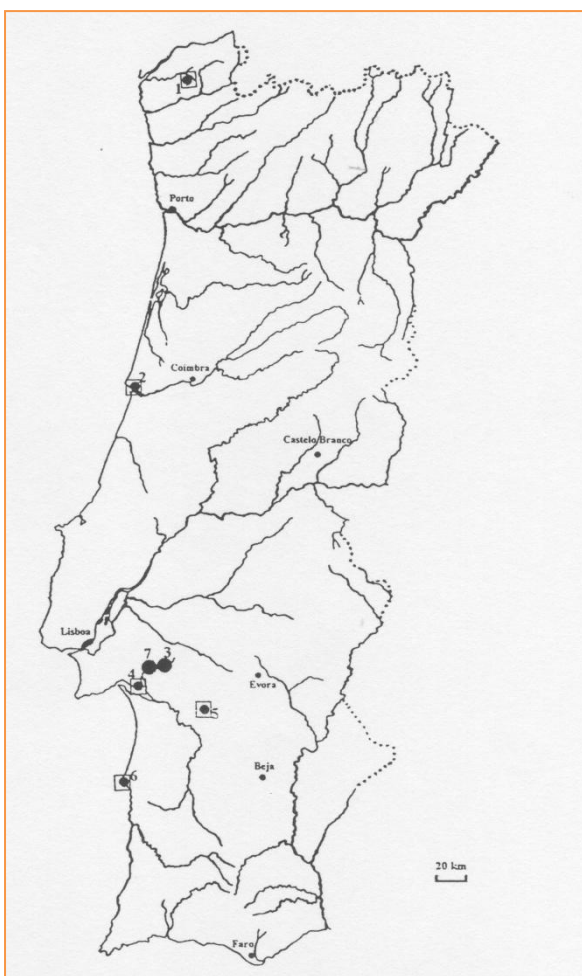 1
Porto
2
Coimbra
Castelo Branco
Lisboa
7 3
4
Evora
5
Beja
6
20 km
Faro